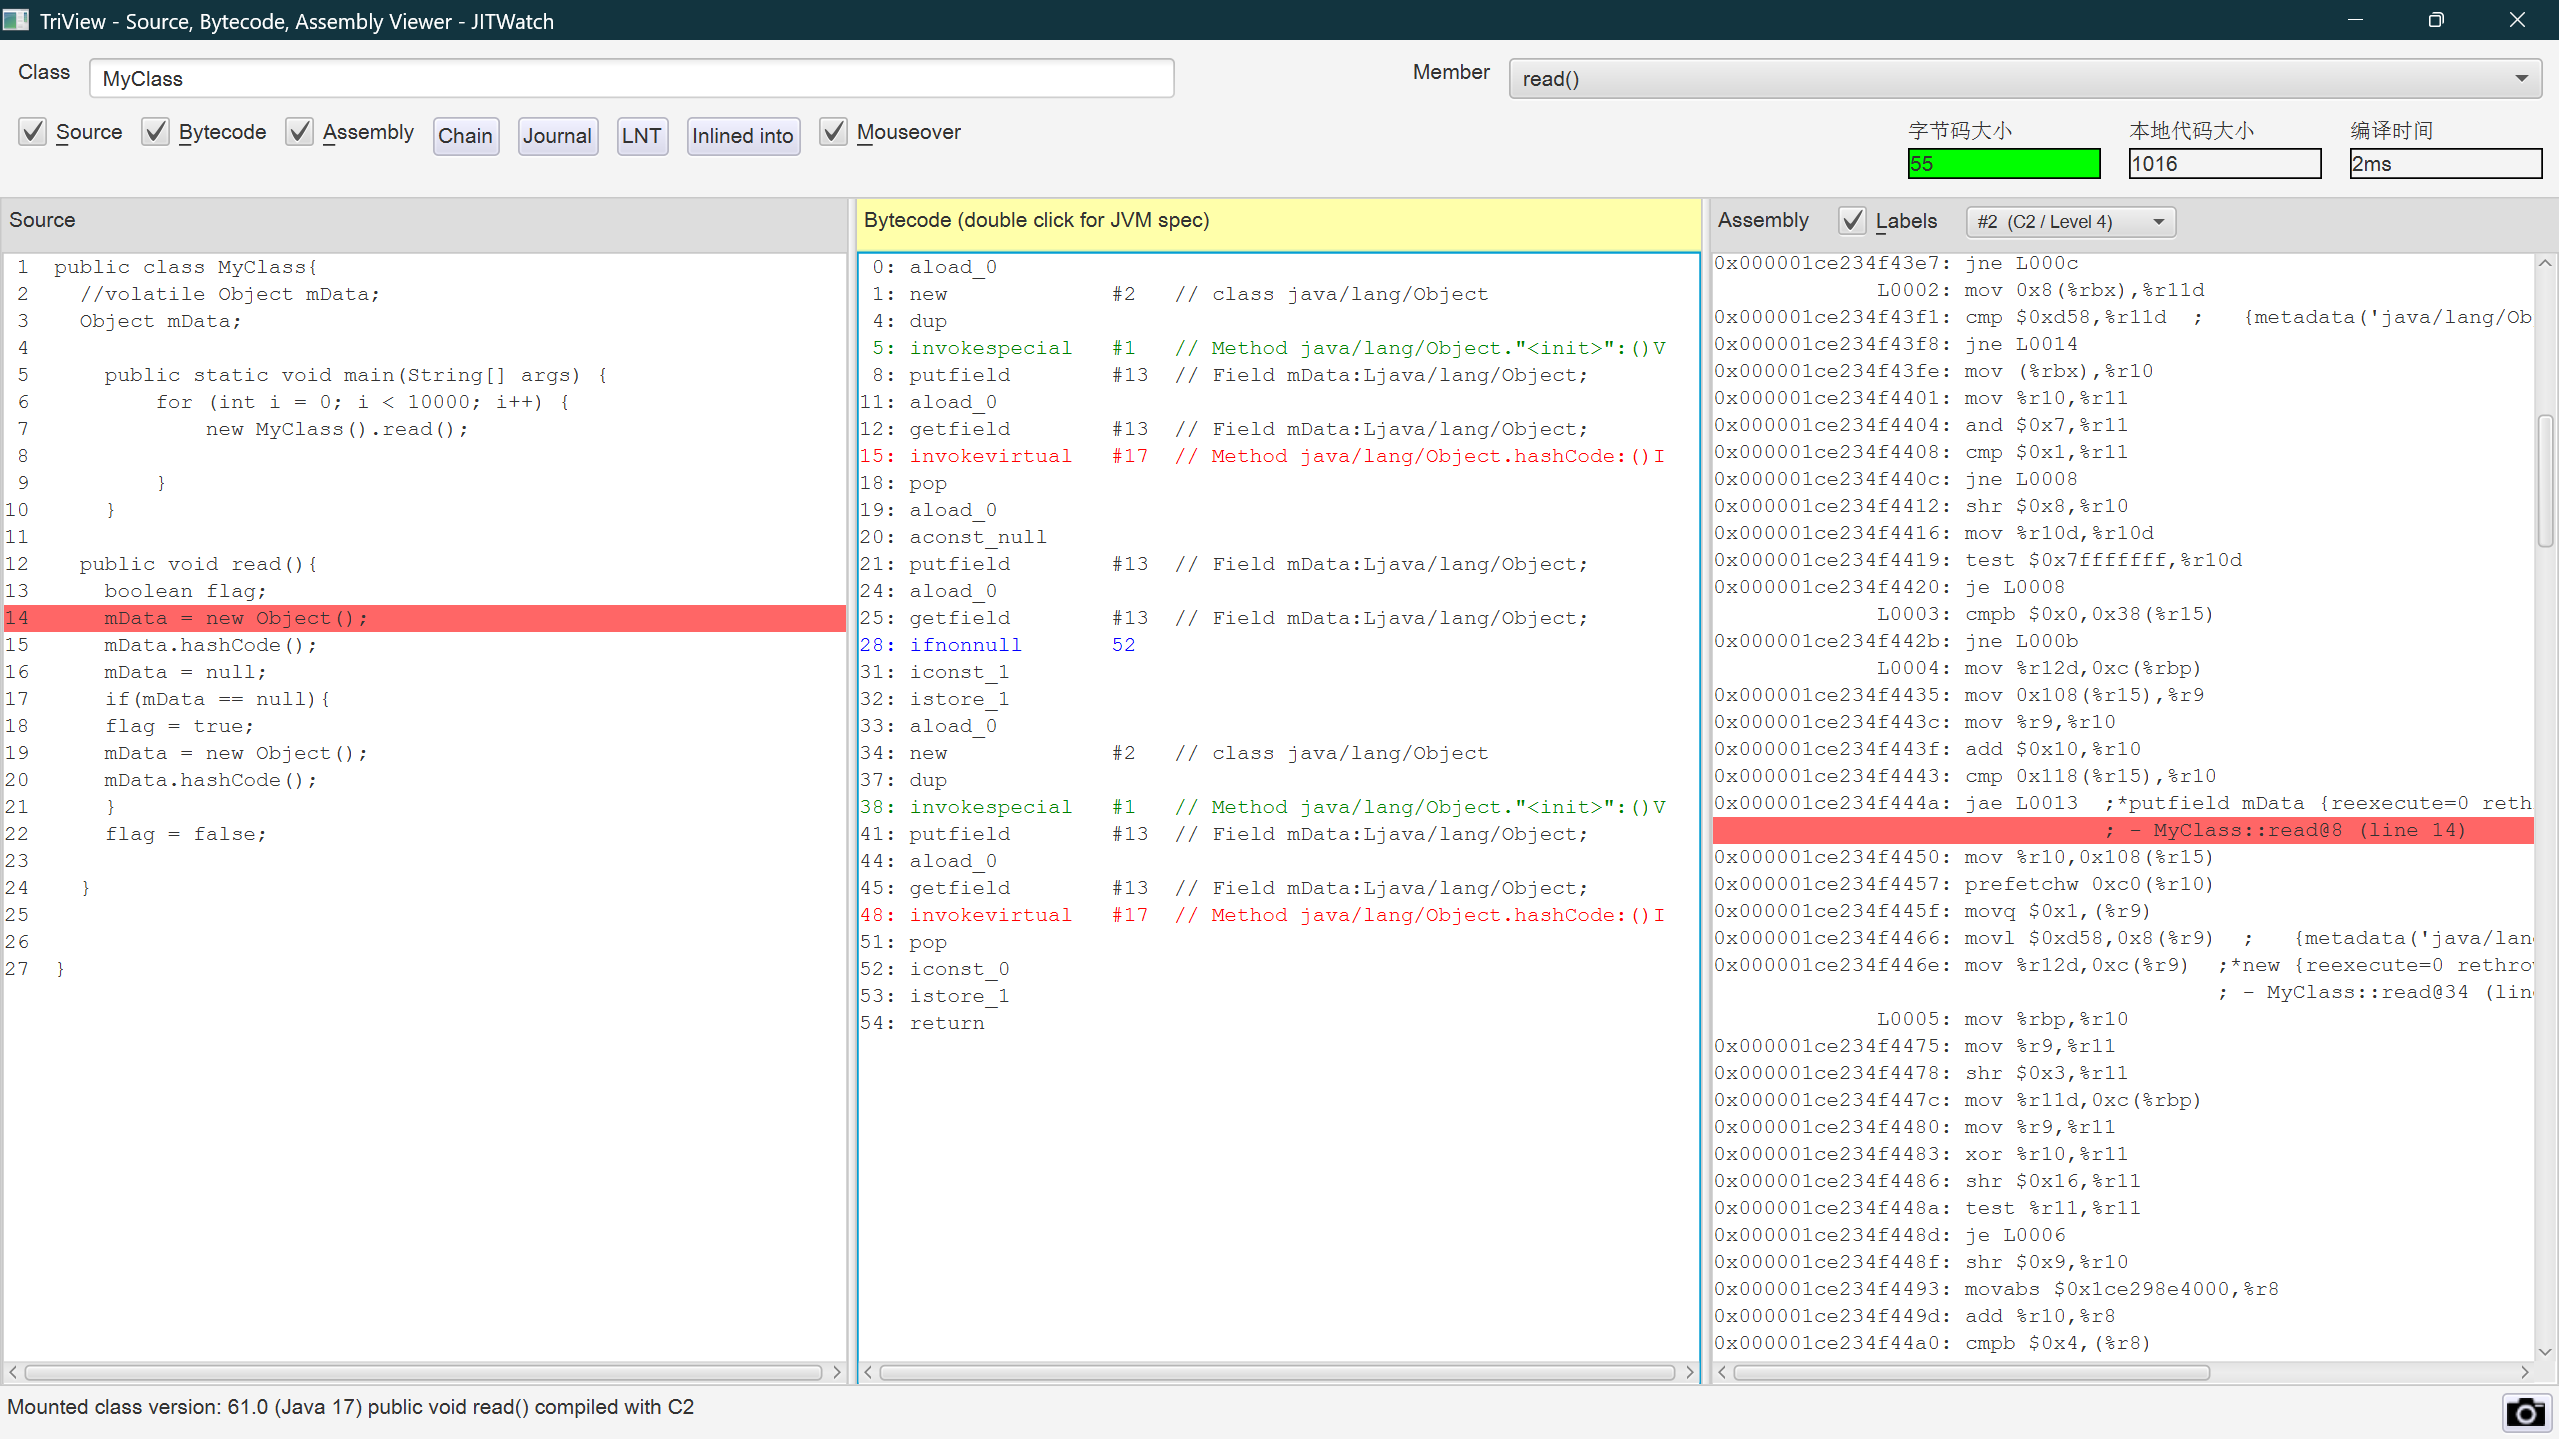 TriView - Source, Bytecode, Assembly Viewer - JITWatch
Class
MyClass
Member
read()
Source
Bytecode
Assembly
Chain
Journal
LNT
Inlined into
Mouseover
字节码大小
55
本地代码大小
1016
编译时间
2ms
Source
1 public class MyClass{
2 //volatile Object mData;
3 Object mData;
4
5 public static void main(String[] args) {
6 for (int i = 0; i < 10000; i++) {
7 new MyClass().read();
8
9 }
10 }
11
12 public void read(){
13 boolean flag;
14 mData = new Object();
15 mData.hashCode();
16 mData = null;
17 if(mData == null){
18 flag = true;
19 mData = new Object();
20 mData.hashCode();
21 }
22 flag = false;
23
24 }
25
26
27 }
Bytecode (double click for JVM spec)
0: aload_0
1: new #2 // class java/lang/Object
4: dup
5: invokespecial #1 // Method java/lang/Object."<init>":()V
8: putfield #13 // Field mData:Ljava/lang/Object;
11: aload_0
12: getfield #13 // Field mData:Ljava/lang/Object;
15: invokevirtual #17 // Method java/lang/Object.hashCode:()I
18: pop
19: aload_0
20: aconst_null
21: putfield #13 // Field mData:Ljava/lang/Object;
24: aload_0
25: getfield #13 // Field mData:Ljava/lang/Object;
28: ifnonnull 52
31: iconst_1
32: istore_1
33: aload_0
34: new #2 // class java/lang/Object
37: dup
38: invokespecial #1 // Method java/lang/Object."<init>":()V
41: putfield #13 // Field mData:Ljava/lang/Object;
44: aload_0
45: getfield #13 // Field mData:Ljava/lang/Object;
48: invokevirtual #17 // Method java/lang/Object.hashCode:()I
51: pop
52: iconst_0
53: istore_1
54: return
Assembly
Labels
#2 (C2 / Level 4)
0x000001ce234f43e7: jne L000c
L0002: mov 0x8(%rbx),%r11d
0x000001ce234f43f1: cmp $0xd58,%r11d ; {metadata('java/lang/Ob
0x000001ce234f43f8: jne L0014
0x000001ce234f43fe: mov (%rbx),%r10
0x000001ce234f4401: mov %r10,%r11
0x000001ce234f4404: and $0x7,%r11
0x000001ce234f4408: cmp $0x1,%r11
0x000001ce234f440c: jne L0008
0x000001ce234f4412: shr $0x8,%r10
0x000001ce234f4416: mov %r10d,%r10d
0x000001ce234f4419: test $0x7fffffff,%r10d
0x000001ce234f4420: je L0008
L0003: cmpb $0x0,0x38(%r15)
0x000001ce234f442b: jne L000b
L0004: mov %r12d,0xc(%rbp)
0x000001ce234f4435: mov 0x108(%r15),%r9
0x000001ce234f443c: mov %r9,%r10
0x000001ce234f443f: add $0x10,%r10
0x000001ce234f4443: cmp 0x118(%r15),%r10
0x000001ce234f444a: jae L0013 ;*putfield mData {reexecute=0 reth
; - MyClass::read@8 (line 14)
0x000001ce234f4450: mov %r10,0x108(%r15)
0x000001ce234f4457: prefetchw 0xc0(%r10)
0x000001ce234f445f: movq $0x1,(%r9)
0x000001ce234f4466: movl $0xd58,0x8(%r9) ; {metadata('java/lan
0x000001ce234f446e: mov %r12d,0xc(%r9) ;*new {reexecute=0 rethro
; - MyClass::read@34 (lin
L0005: mov %rbp,%r10
0x000001ce234f4475: mov %r9,%r11
0x000001ce234f4478: shr $0x3,%r11
0x000001ce234f447c: mov %r11d,0xc(%rbp)
0x000001ce234f4480: mov %r9,%r11
0x000001ce234f4483: xor %r10,%r11
0x000001ce234f4486: shr $0x16,%r11
0x000001ce234f448a: test %r11,%r11
0x000001ce234f448d: je L0006
0x000001ce234f448f: shr $0x9,%r10
0x000001ce234f4493: movabs $0x1ce298e4000,%r8
0x000001ce234f449d: add %r10,%r8
0x000001ce234f44a0: cmpb $0x4,(%r8)
Mounted class version: 61.0 (Java 17) public void read() compiled with C2